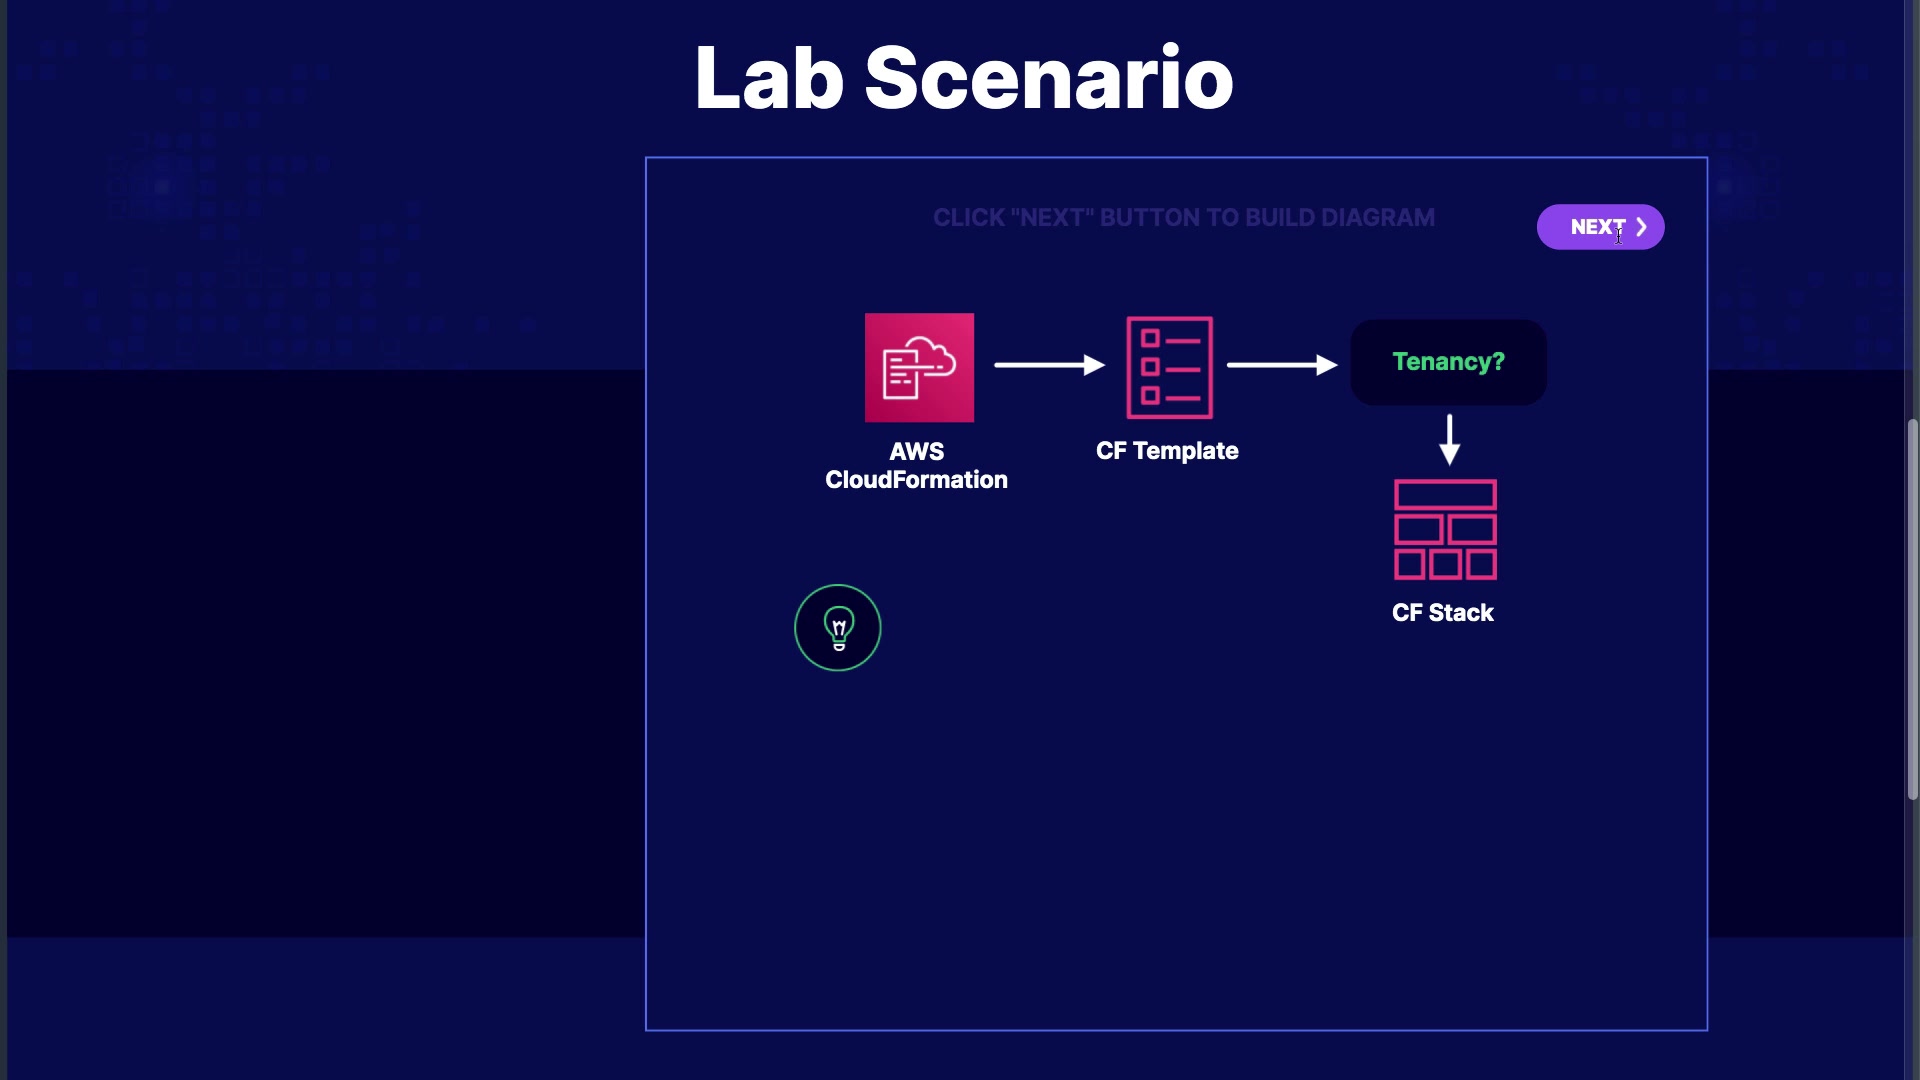 Lab Scenario
CLICK "NEXT" BUTTON TO BUILD DIAGRAM
NEXT
Tenancy?
AWS
CloudFormation
CF Template
CF Stack